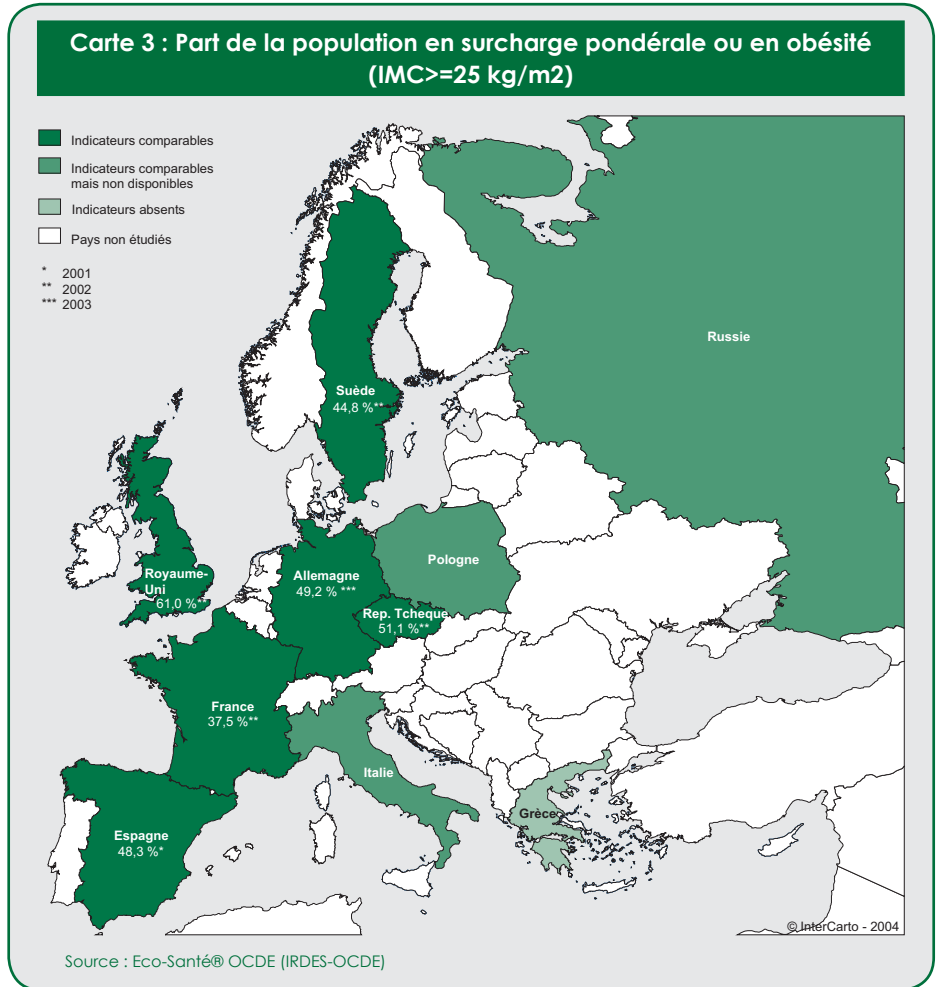 Carte 3 : Part de la population en surcharge pondérale ou en obésité
(IMC>=25 kg/m2)
Indicateurs comparables
Indicateurs comparables
mais non disponibles
Indicateurs absents
Pays non étudiés
* 2001
** 2002
*** 2003
Russie
Suède
44,8 %**
Pologne
Royaume-
Uni
61,0 %**
Allemagne
49,2 % ***
Rep. Tcheque
51,1 %**
France
37,5 %**
Italie
Grèce
Espagne
48,3 %*
© InterCarto - 2004
Source : Eco-Santé® OCDE (IRDES-OCDE)